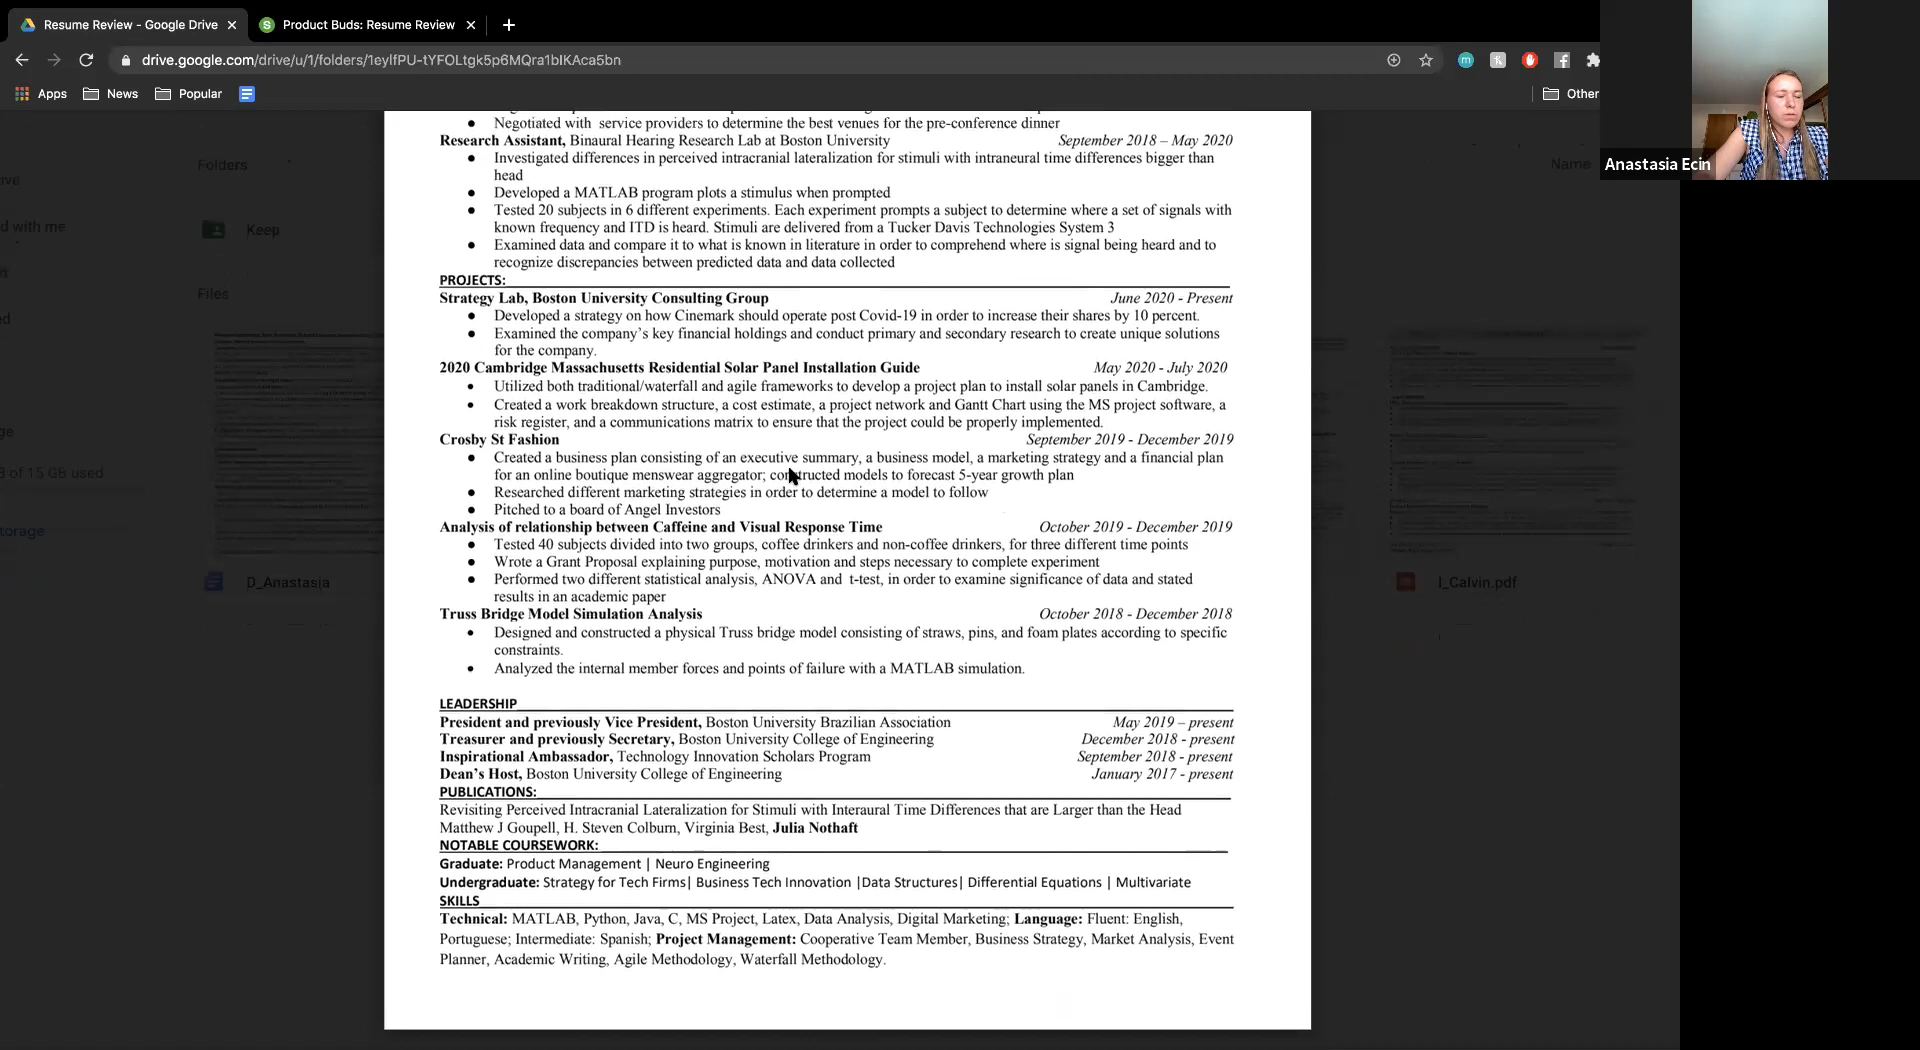 Resume Review - Google Drive
Product Buds: Resume Review
drive.google.com/drive/u/1/folders/1eylfPU-tYFOLtgk5p6MQra1bIKAca5bn
Apps News Popular Other
Anastasia Ecin
Folders
Name
Keep
d with me
Files
of 15 GB used
torage
D_Anastasia
J_Calvin.pdf
● Negotiated with service providers to determine the best venues for the pre-conference dinner
Research Assistant, Binaural Hearing Research Lab at Boston University September 2018 – May 2020
● Investigated differences in perceived intracranial lateralization for stimuli with intraneural time differences bigger than
head
● Developed a MATLAB program plots a stimulus when prompted
● Tested 20 subjects in 6 different experiments. Each experiment prompts a subject to determine where a set of signals with
known frequency and ITD is heard. Stimuli are delivered from a Tucker Davis Technologies System 3
● Examined data and compare it to what is known in literature in order to comprehend where is signal being heard and to
recognize discrepancies between predicted data and data collected
PROJECTS:
Strategy Lab, Boston University Consulting Group June 2020 - Present
● Developed a strategy on how Cinemark should operate post Covid-19 in order to increase their shares by 10 percent.
● Examined the company's key financial holdings and conduct primary and secondary research to create unique solutions
for the company.
2020 Cambridge Massachusetts Residential Solar Panel Installation Guide May 2020 - July 2020
• Utilized both traditional/waterfall and agile frameworks to develop a project plan to install solar panels in Cambridge.
• Created a work breakdown structure, a cost estimate, a project network and Gantt Chart using the MS project software, a
risk register, and a communications matrix to ensure that the project could be properly implemented.
Crosby St Fashion September 2019 - December 2019
● Created a business plan consisting of an executive summary, a business model, a marketing strategy and a financial plan
for an online boutique menswear aggregator; constructed models to forecast 5-year growth plan
● Researched different marketing strategies in order to determine a model to follow
● Pitched to a board of Angel Investors
Analysis of relationship between Caffeine and Visual Response Time October 2019 - December 2019
● Tested 40 subjects divided into two groups, coffee drinkers and non-coffee drinkers, for three different time points
● Wrote a Grant Proposal explaining purpose, motivation and steps necessary to complete experiment
● Performed two different statistical analysis, ANOVA and t-test, in order to examine significance of data and stated
results in an academic paper
Truss Bridge Model Simulation Analysis October 2018 - December 2018
• Designed and constructed a physical Truss bridge model consisting of straws, pins, and foam plates according to specific
constraints.
• Analyzed the internal member forces and points of failure with a MATLAB simulation.
LEADERSHIP
President and previously Vice President, Boston University Brazilian Association May 2019 – present
Treasurer and previously Secretary, Boston University College of Engineering December 2018 - present
Inspirational Ambassador, Technology Innovation Scholars Program September 2018 - present
Dean's Host, Boston University College of Engineering January 2017 - present
PUBLICATIONS:
Revisiting Perceived Intracranial Lateralization for Stimuli with Interaural Time Differences that are Larger than the Head
Matthew J Goupell, H. Steven Colburn, Virginia Best, Julia Nothaft
NOTABLE COURSEWORK:
Graduate: Product Management | Neuro Engineering
Undergraduate: Strategy for Tech Firms| Business Tech Innovation |Data Structures| Differential Equations | Multivariate
SKILLS
Technical: MATLAB, Python, Java, C, MS Project, Latex, Data Analysis, Digital Marketing; Language: Fluent: English,
Portuguese; Intermediate: Spanish; Project Management: Cooperative Team Member, Business Strategy, Market Analysis, Event
Planner, Academic Writing, Agile Methodology, Waterfall Methodology.